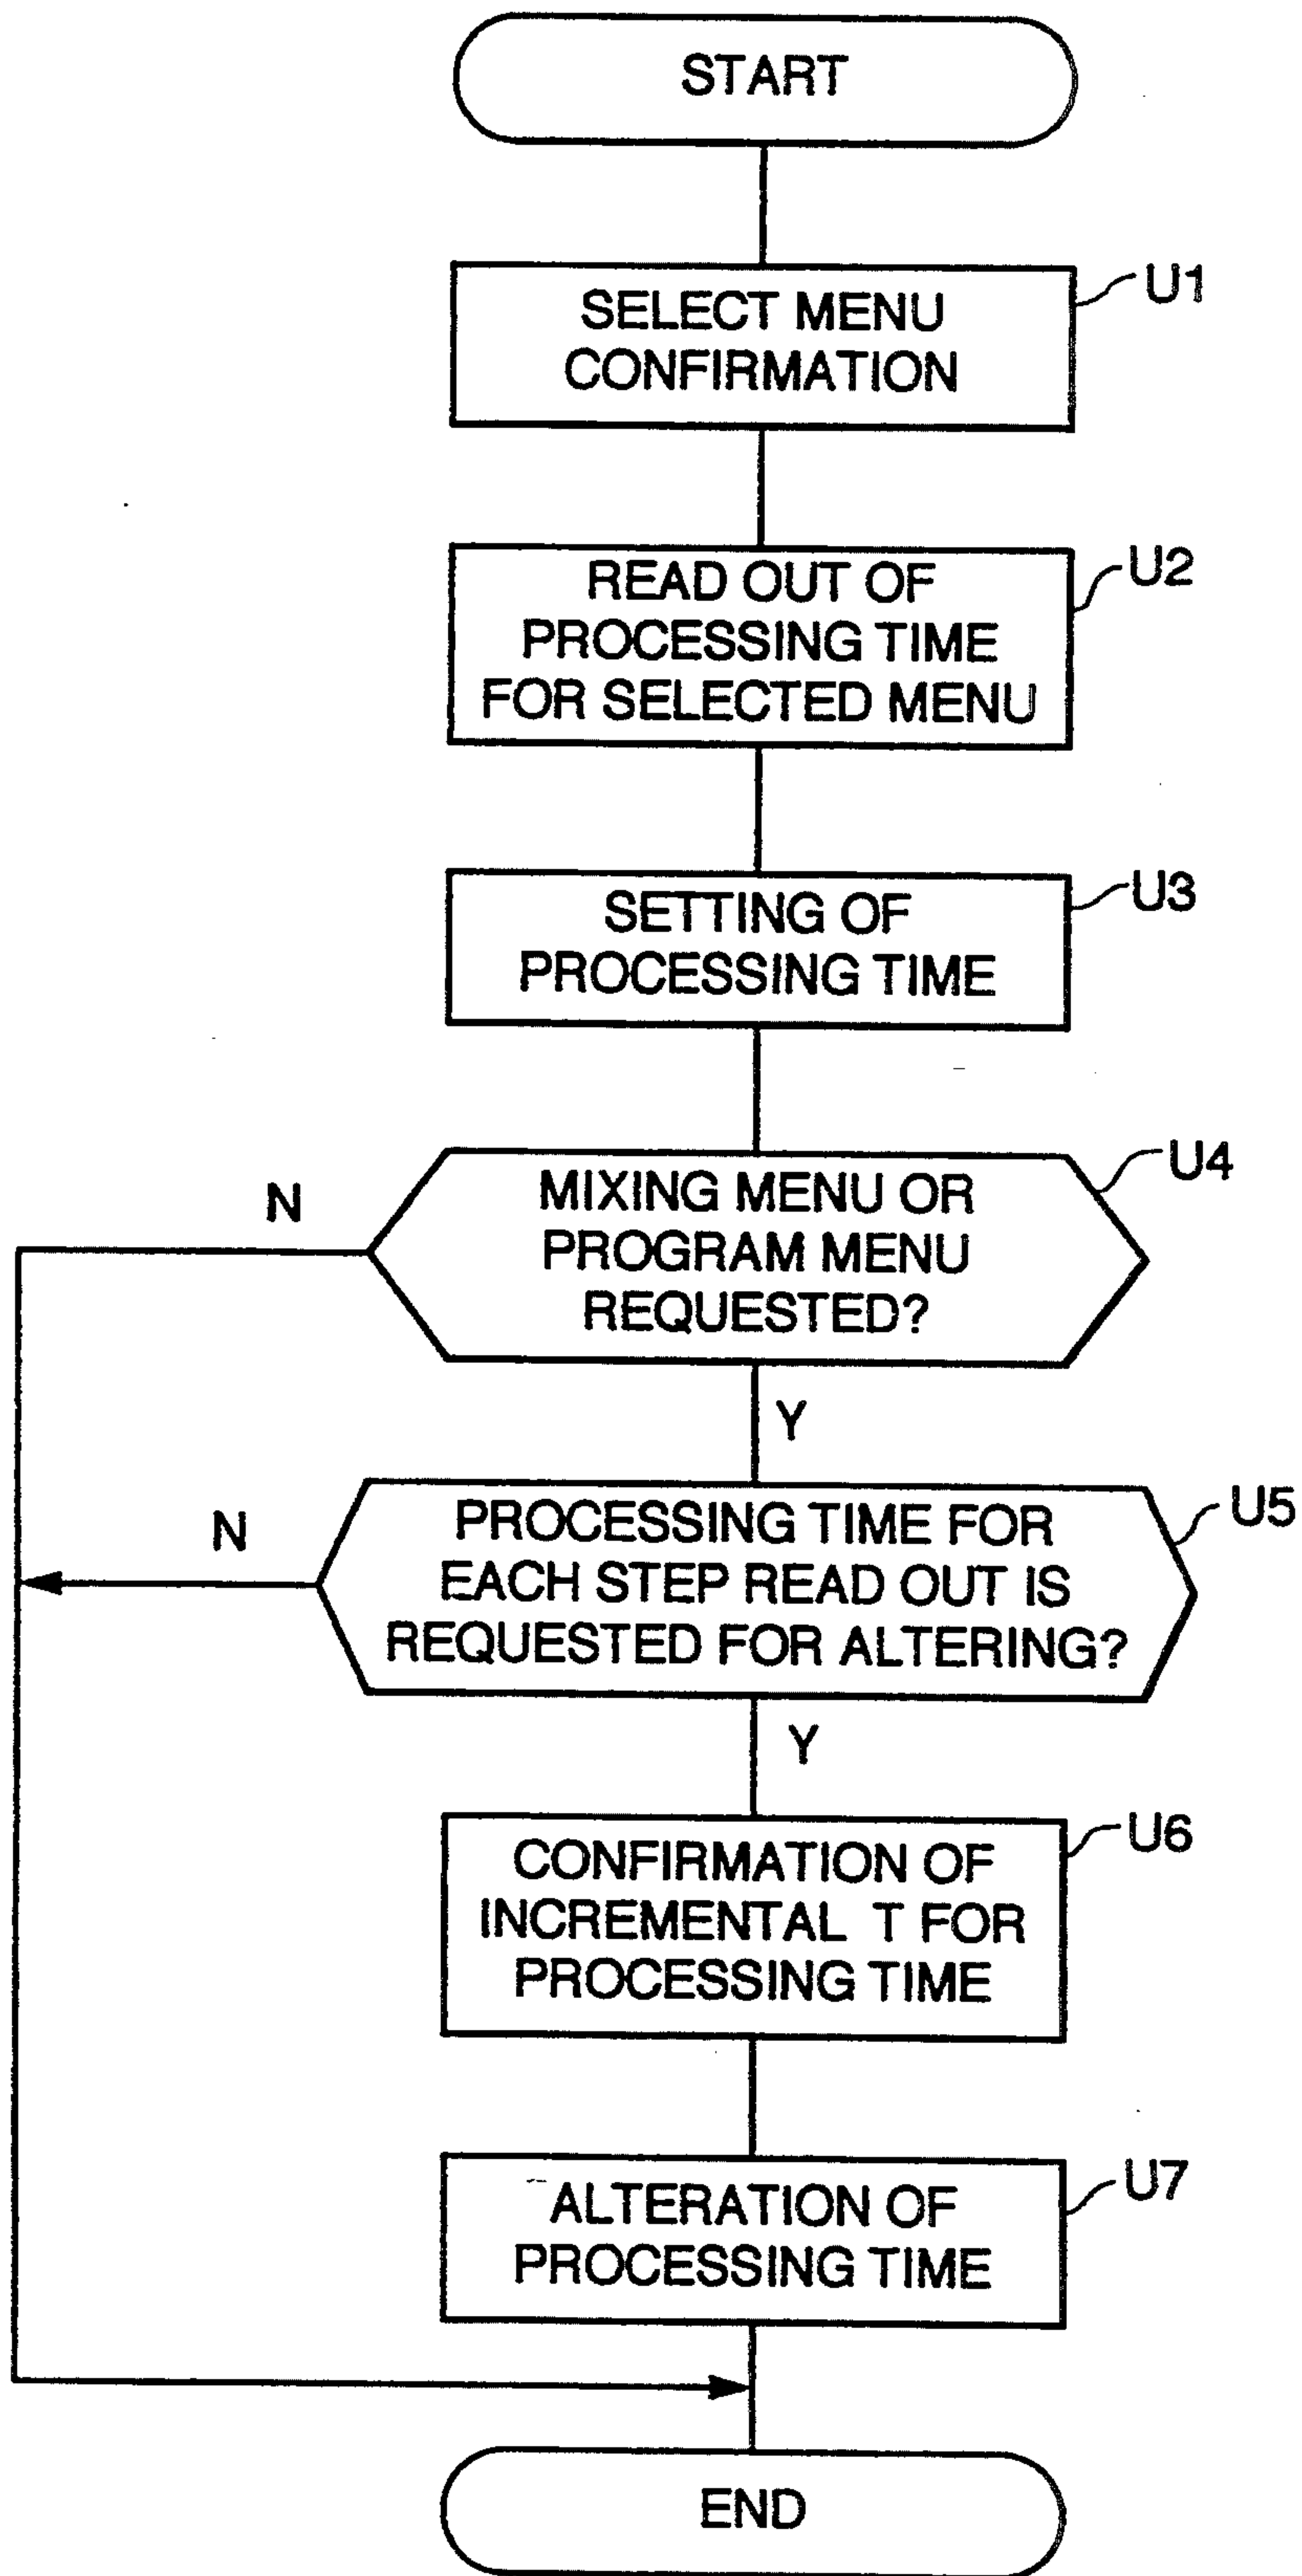 START
SELECT MENU
CONFIRMATION
U1
READ OUT OF
PROCESSING TIME
FOR SELECTED MENU
U2
SETTING OF
PROCESSING TIME
U3
MIXING MENU OR
PROGRAM MENU
REQUESTED?
U4
N
Y
PROCESSING TIME FOR
EACH STEP READ OUT IS
REQUESTED FOR ALTERING?
U5
N
Y
CONFIRMATION OF
INCREMENTAL T FOR
PROCESSING TIME
U6
ALTERATION OF
PROCESSING TIME
U7
END